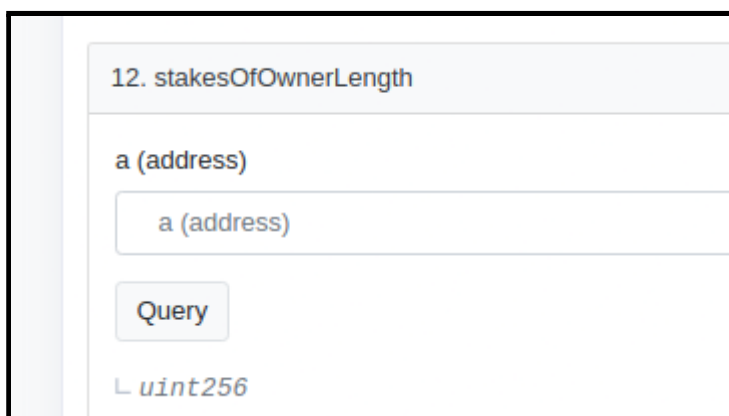 12. stakesOfOwnerLength
a (address)
a (address)
Query
uint256